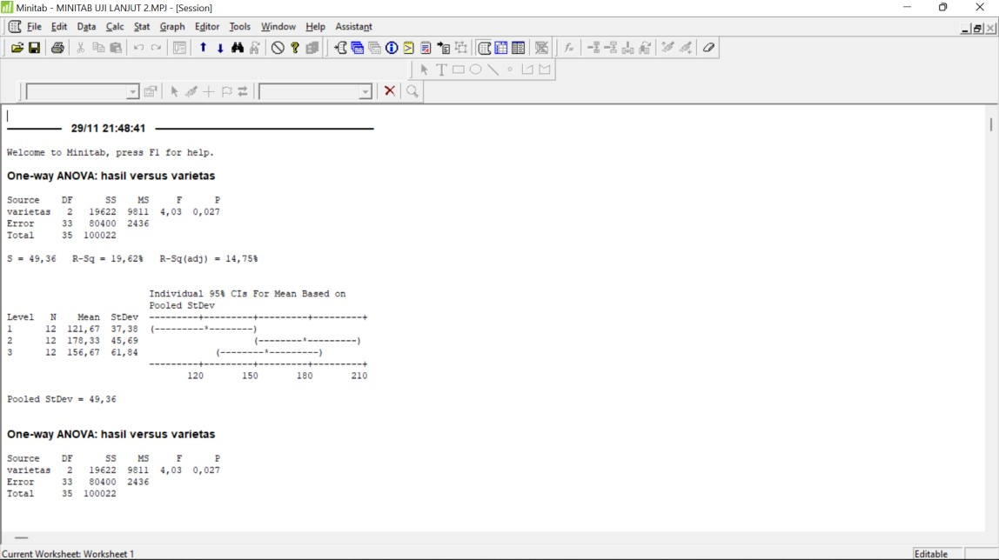 Minitab - MINITAB UJI LANJUT 2.MPJ - [Session]
File Edit Data Calc Stat Graph Editor Tools Window Help Assistant
29/11 21:48:41
Welcome to Minitab, press F1 for help.
One-way ANOVA: hasil versus varietas
Source DF SS MS F P
varietas 2 19622 9811 4,03 0,027
Error 33 80400 2436
Total 35 100022
S = 49,36 R-Sq = 19,62% R-Sq(adj) = 14,75%
Individual 95% CIs For Mean Based on
Pooled StDev
Level N Mean StDev ---------+---------+---------+---------+
1 12 121,67 37,38 (---------*--------)
2 12 178,33 45,69 (--------*---------)
3 12 156,67 61,84 (--------*---------)
---------+---------+---------+---------+
120 150 180 210
Pooled StDev = 49,36
One-way ANOVA: hasil versus varietas
Source DF SS MS F P
varietas 2 19622 9811 4,03 0,027
Error 33 80400 2436
Total 35 100022
Current Worksheet: Worksheet 1
Editable